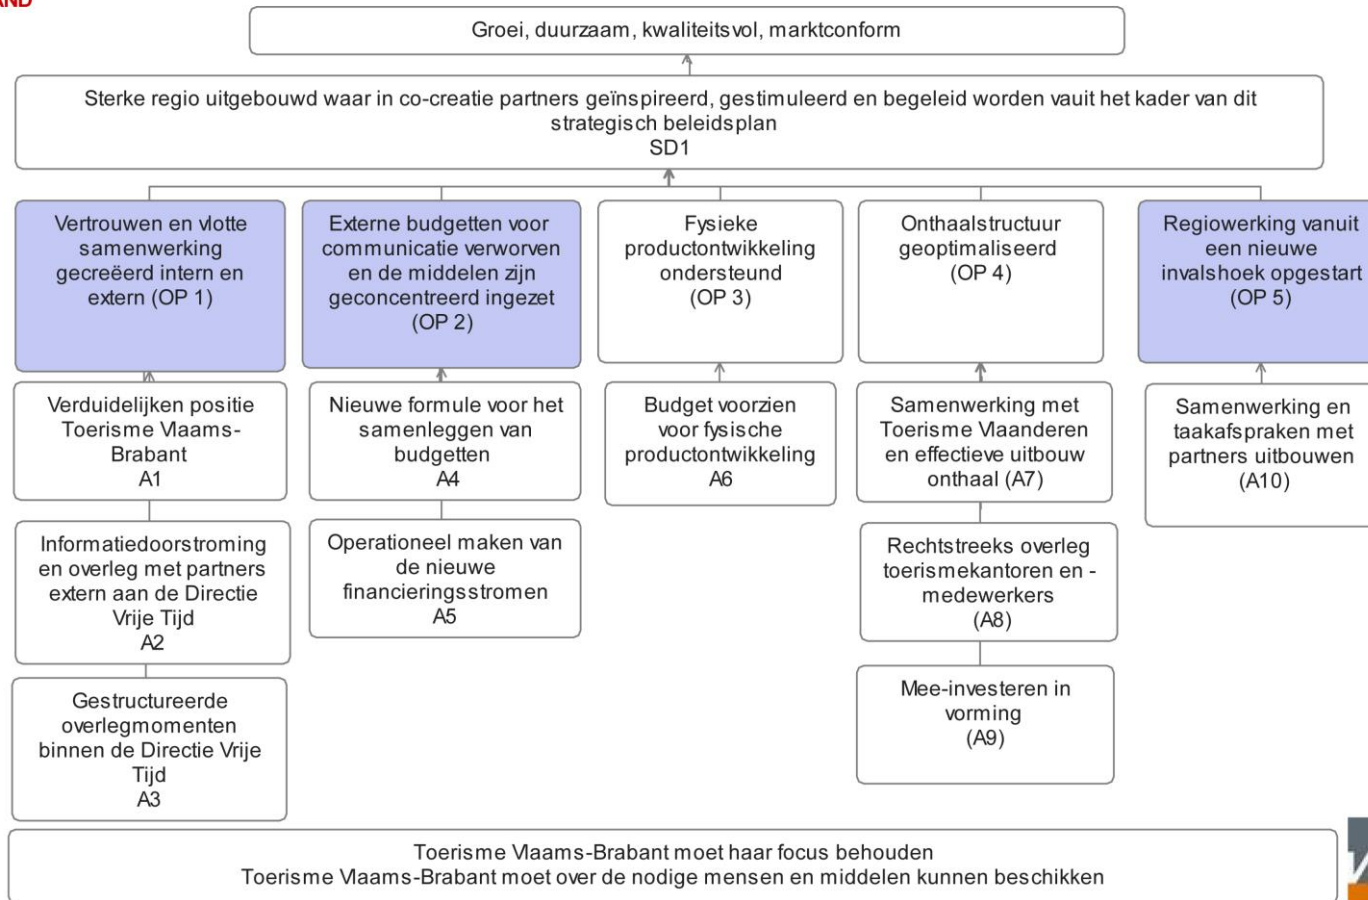 AND
Groei, duurzaam, kwaliteitsvol, marktconform
Sterke regio uitgebouwd waar in co-creatie partners geïnspireerd, gestimuleerd en begeleid worden vauit het kader van dit
strategisch beleidsplan
SD1
Vertrouwen en vlotte
samenwerking
gecreëerd intern en
extern (OP 1)
Externe budgetten voor
communicatie verworven
en de middelen zijn
geconcentreerd ingezet
(OP 2)
Fysieke
productontwikkeling
ondersteund
(OP 3)
Onthaalstructuur
geoptimaliseerd
(OP 4)
Regiowerking vanuit
een nieuwe
invalshoek opgestart
(OP 5)
Verduidelijken positie
Toerisme Vlaams-
Brabant
A1
Nieuwe formule voor het
samenleggen van
budgetten
A4
Budget voorzien
voor fysische
productontwikkeling
A6
Samenwerking met
Toerisme Vlaanderen
en effectieve uitbouw
onthaal (A7)
Samenwerking en
taakafspraken met
partners uitbouwen
(A10)
Informatiedoorstroming
en overleg met partners
extern aan de Directie
Vrije Tijd
A2
Operationeel maken van
de nieuwe
financieringsstromen
A5
Rechtstreeks overleg
toerismekantoren en -
medewerkers
(A8)
Gestructureerde
overlegmomenten
binnen de Directie Vrije
Tijd
A3
Mee-investeren in
vorming
(A9)
Toerisme Vlaams-Brabant moet haar focus behouden
Toerisme Vlaams-Brabant moet over de nodige mensen en middelen kunnen beschikken